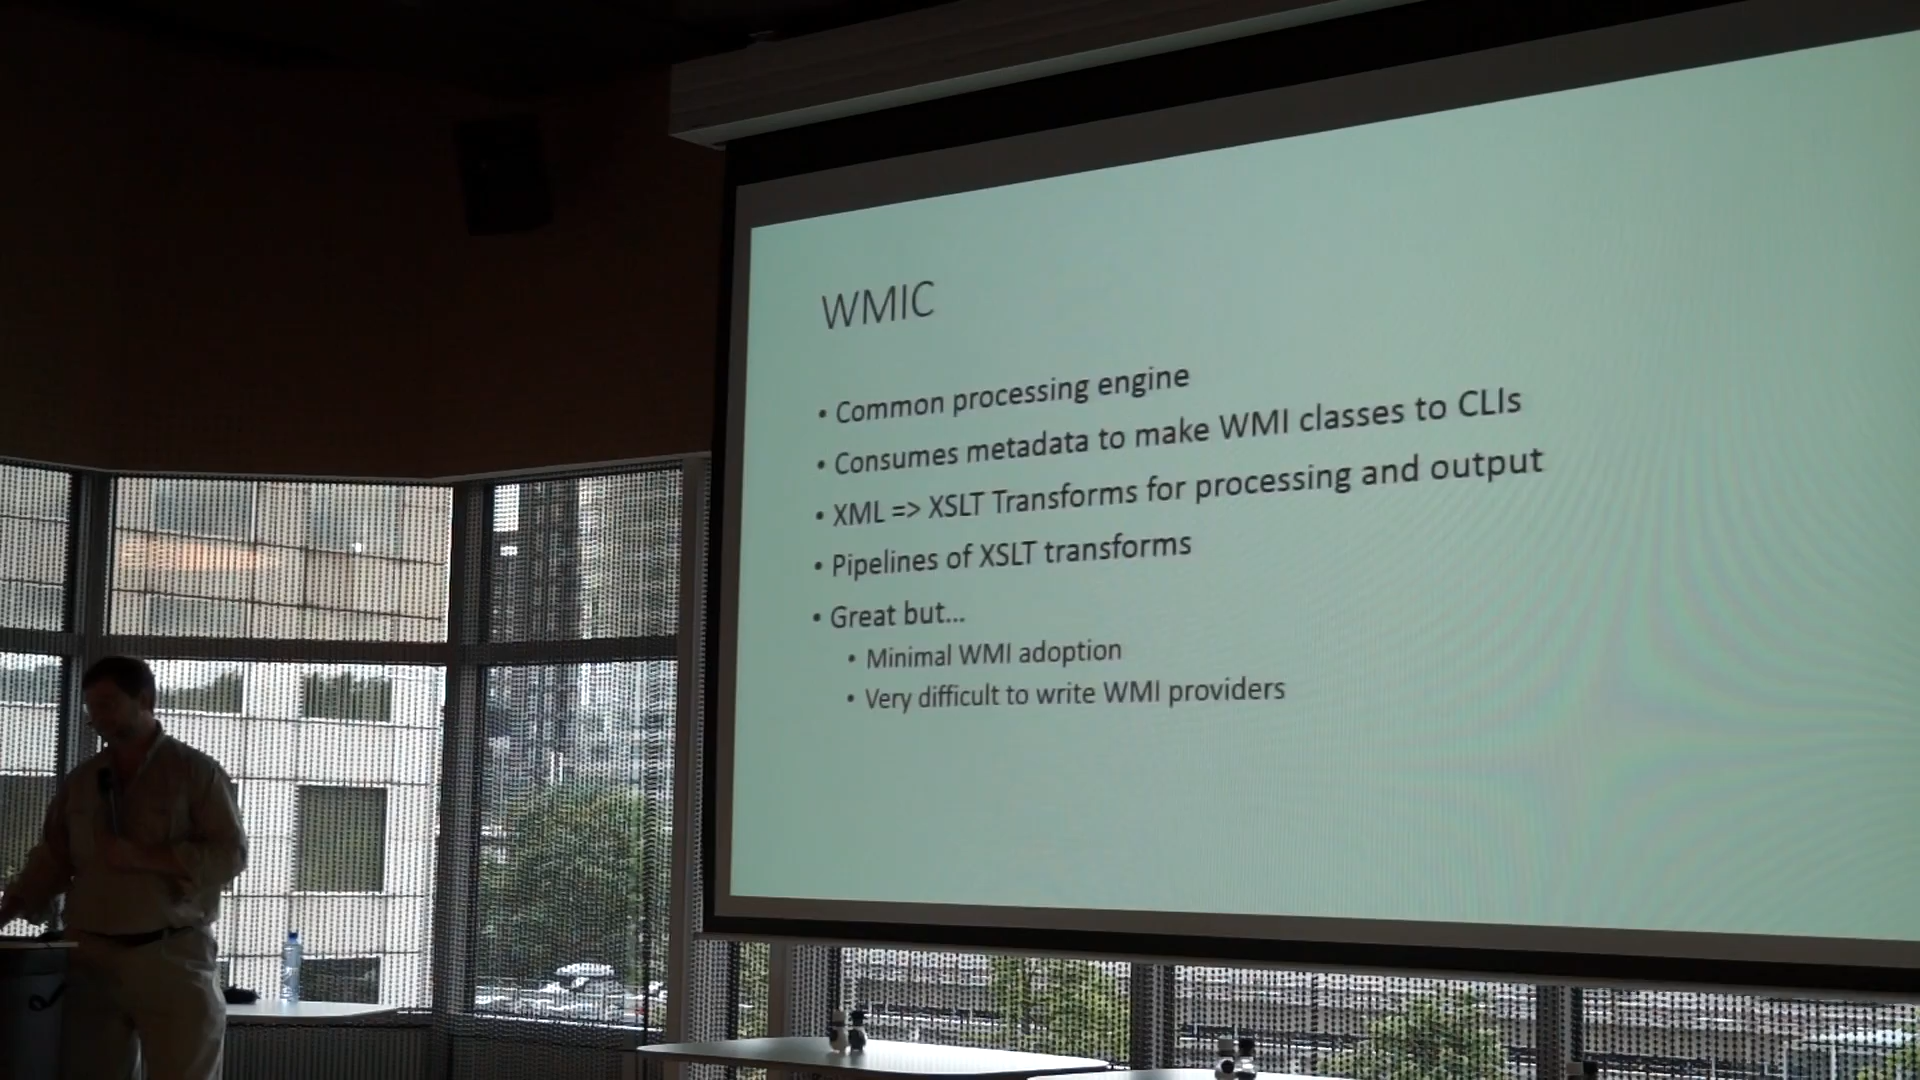 WMIC
• Common processing engine
• Consumes metadata to make WMI classes to CLIs
• XML => XSLT Transforms for processing and output
• Pipelines of XSLT transforms
• Great but...
• Minimal WMI adoption
• Very difficult to write WMI providers